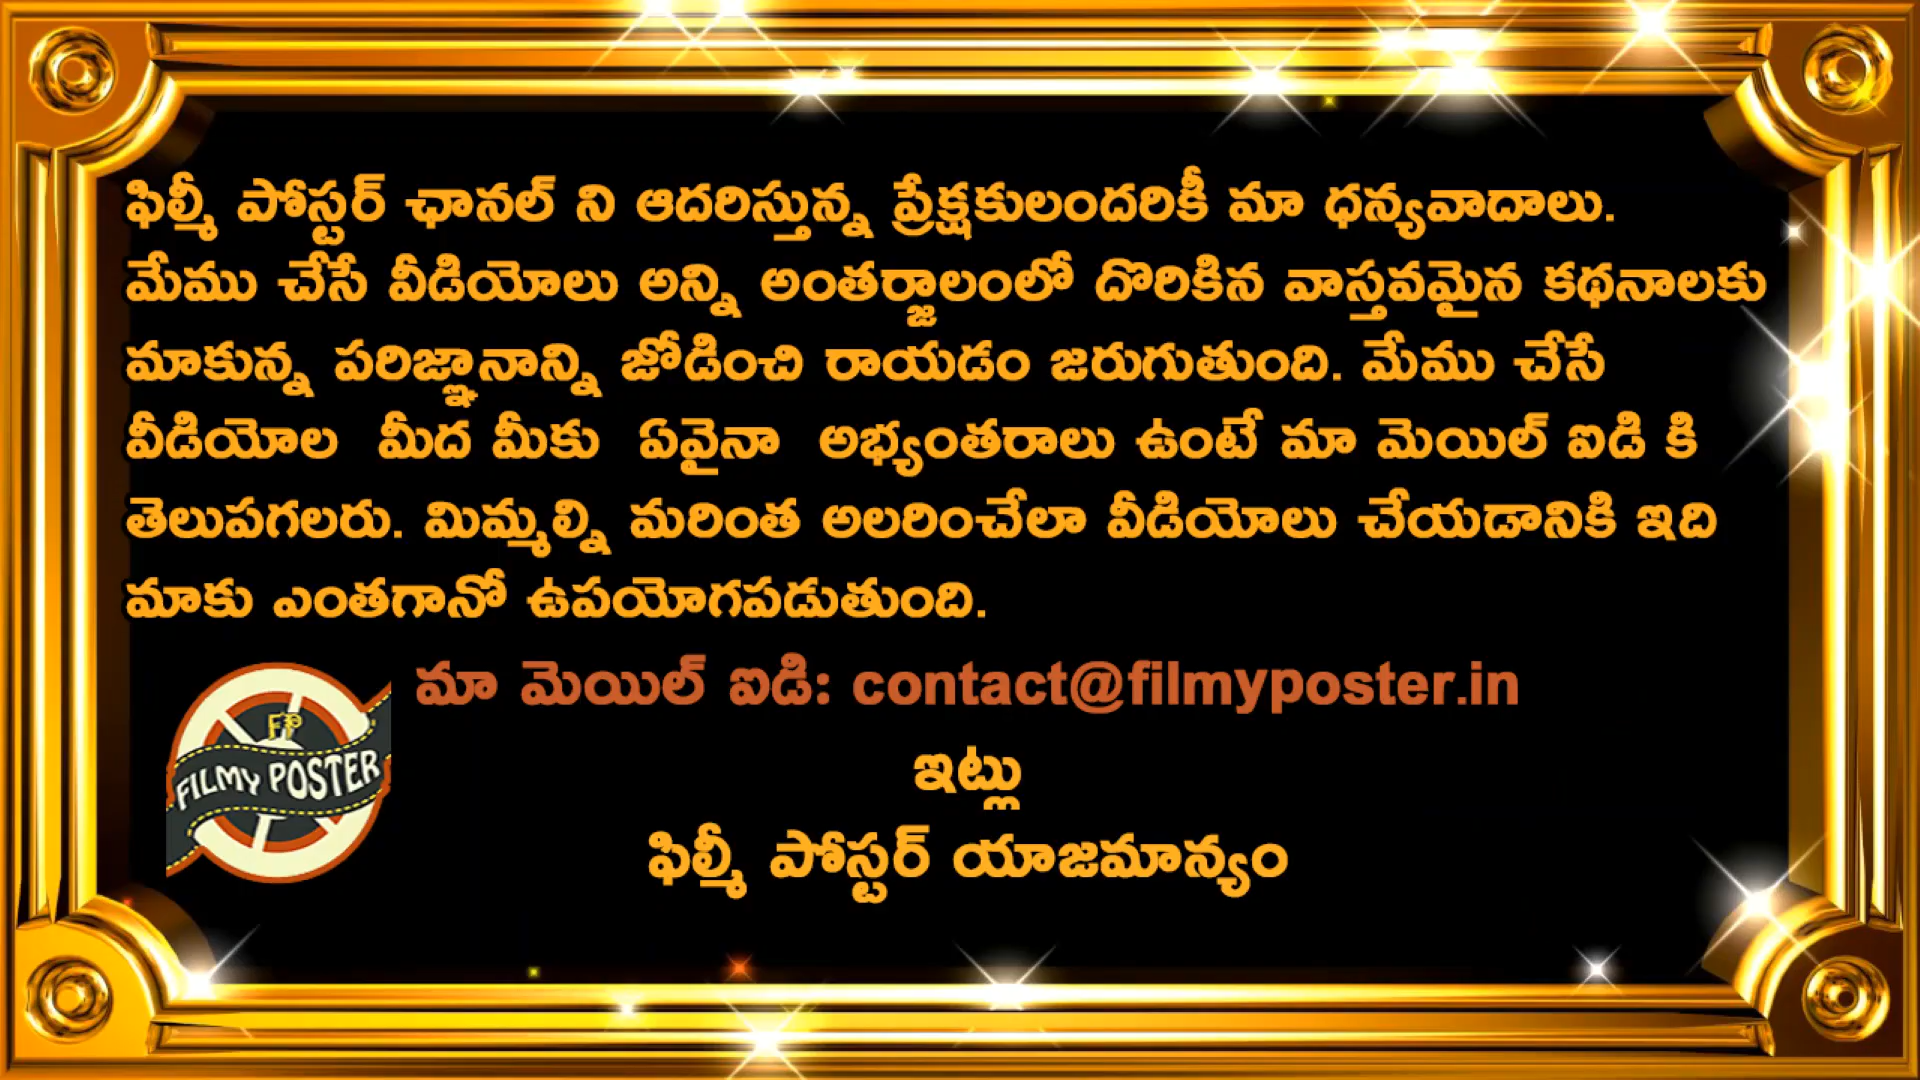 ఫిల్మీ పోస్టర్ ఛానల్ ని ఆదరిస్తున్న ప్రేక్షకులందరికీ మా ధన్యవాదాలు.
మేము చేసే వీడియోలు అన్ని అంతర్జాలంలో దొరికిన వాస్తవమైన కథనాలకు
మాకున్న పరిజ్ఞానాన్ని జోడించి రాయడం జరుగుతుంది. మేము చేసే
వీడియోల మీద మీకు ఏవైనా అభ్యంతరాలు ఉంటే మా మెయిల్ ఐడి కి
తెలుపగలరు. మిమ్మల్ని మరింత అలరించేలా వీడియోలు చేయడానికి ఇది
మాకు ఎంతగానో ఉపయోగపడుతుంది.
మా మెయిల్ ఐడి: contact@filmyposter.in
FP
FILMY POSTER
ఇట్లు
ఫిల్మీ పోస్టర్ యాజమాన్యం